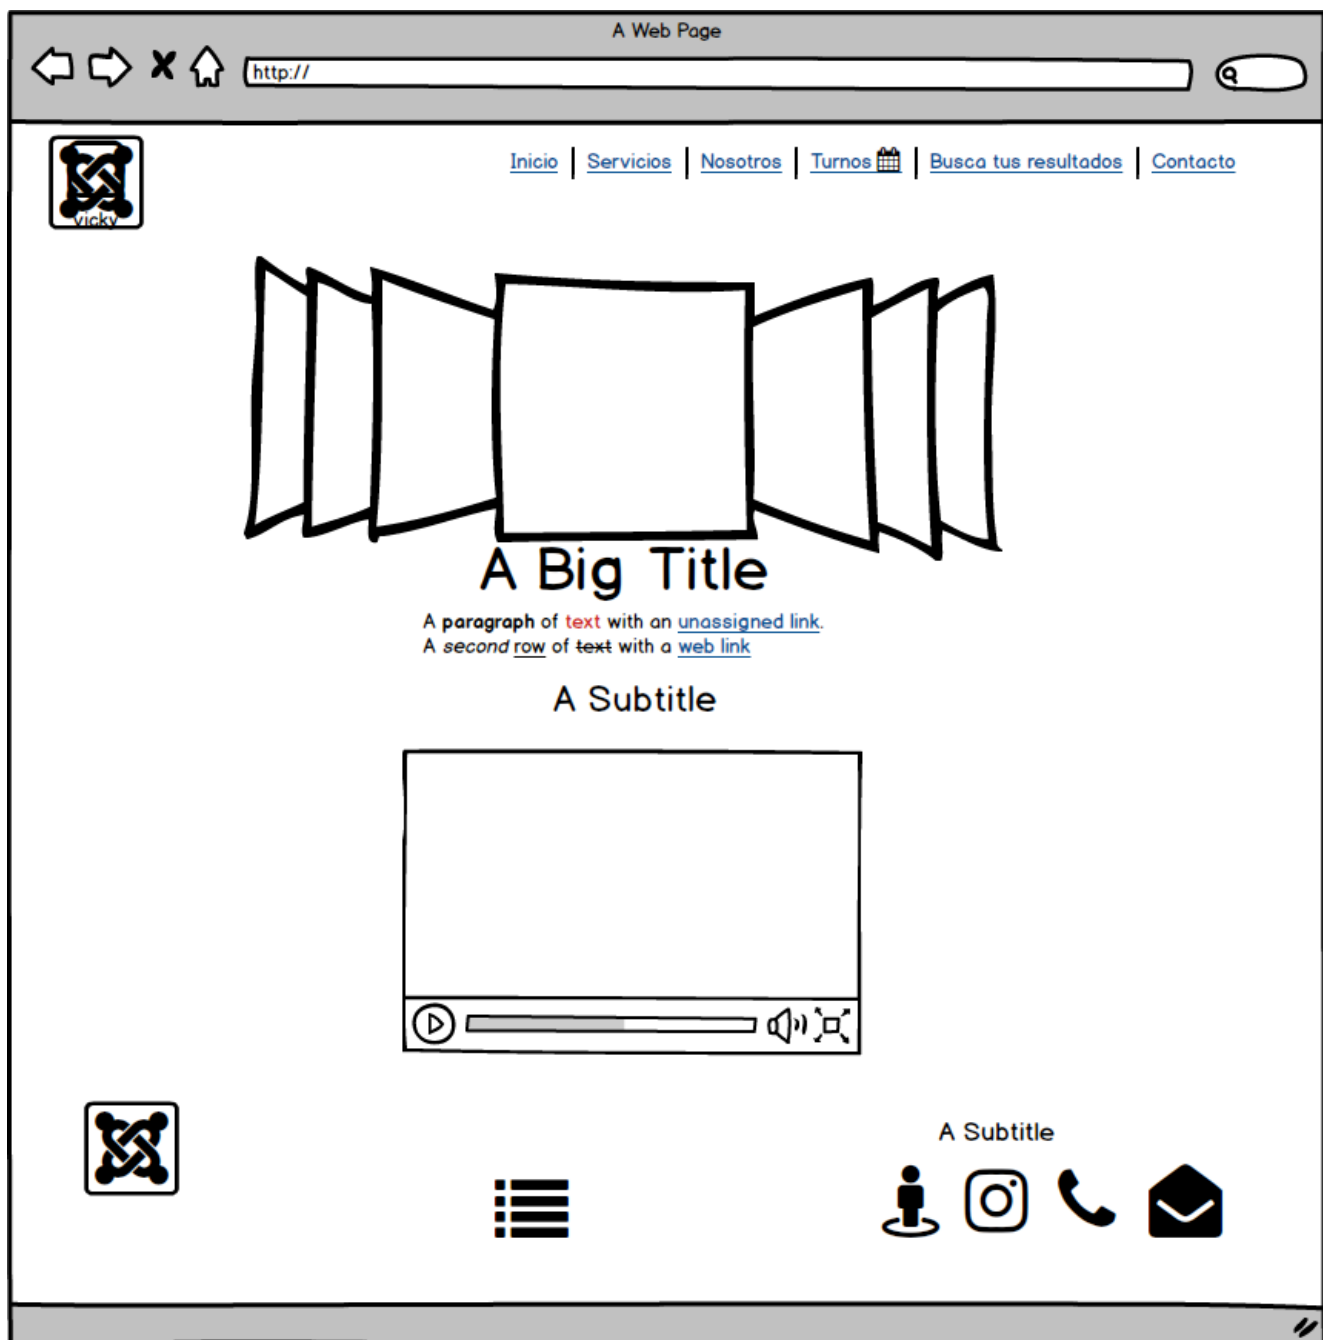 A Web Page
http://
vicky
Inicio | Servicios | Nosotros | Turnos | Busca tus resultados | Contacto
A Big Title
A paragraph of text with an unassigned link.
A second row of text with a web link
A Subtitle
A Subtitle